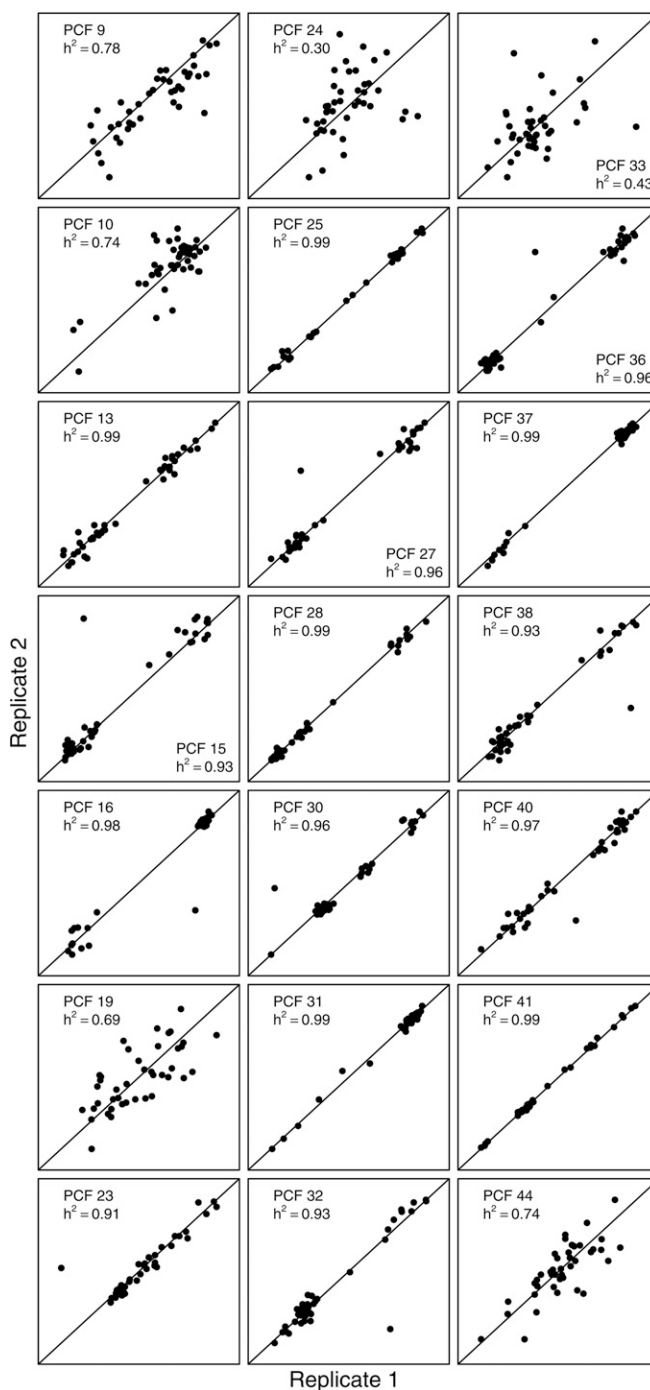 PCF 9
h² = 0.78
PCF 24
h² = 0.30
PCF 33
h² = 0.43
PCF 10
h² = 0.74
PCF 25
h² = 0.99
PCF 36
h² = 0.96
PCF 13
h² = 0.99
PCF 27
h² = 0.96
PCF 37
h² = 0.99
PCF 15
h² = 0.93
PCF 28
h² = 0.99
PCF 38
h² = 0.93
PCF 16
h² = 0.98
PCF 30
h² = 0.96
PCF 40
h² = 0.97
PCF 19
h² = 0.69
PCF 31
h² = 0.99
PCF 41
h² = 0.99
PCF 23
h² = 0.91
PCF 32
h² = 0.93
PCF 44
h² = 0.74
Replicate 2
Replicate 1